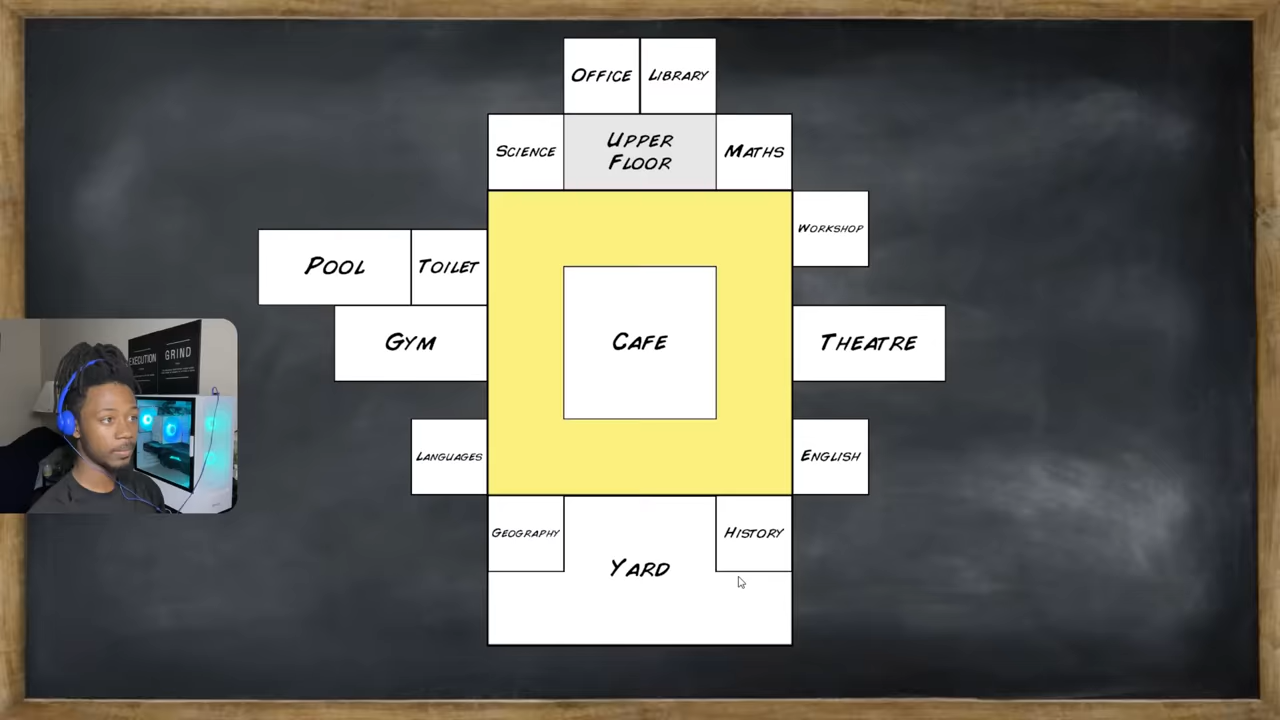 OFFICE
LIBRARY
SCIENCE
UPPER
FLOOR
MATHS
WORKSHOP
POOL
TOILET
GYM
CAFE
THEATRE
EXECUTION
GRIND
LANGUAGES
ENGLISH
GEOGRAPHY
HISTORY
YARD